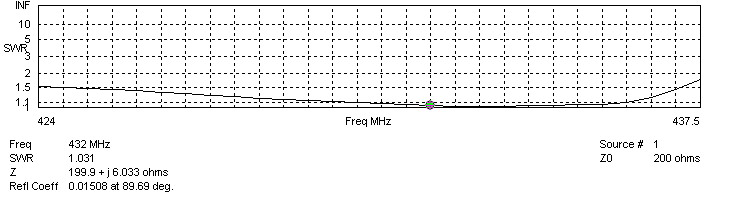 INF
10
5
SWR
3
2
1.5
1.1
1
424 Freq MHz 437.5
Freq 432 MHz Source # 1
SWR 1.031 Z0 200 ohms
Z 199.9 + j 6.033 ohms
Refl Coeff 0.01508 at 89.69 deg.